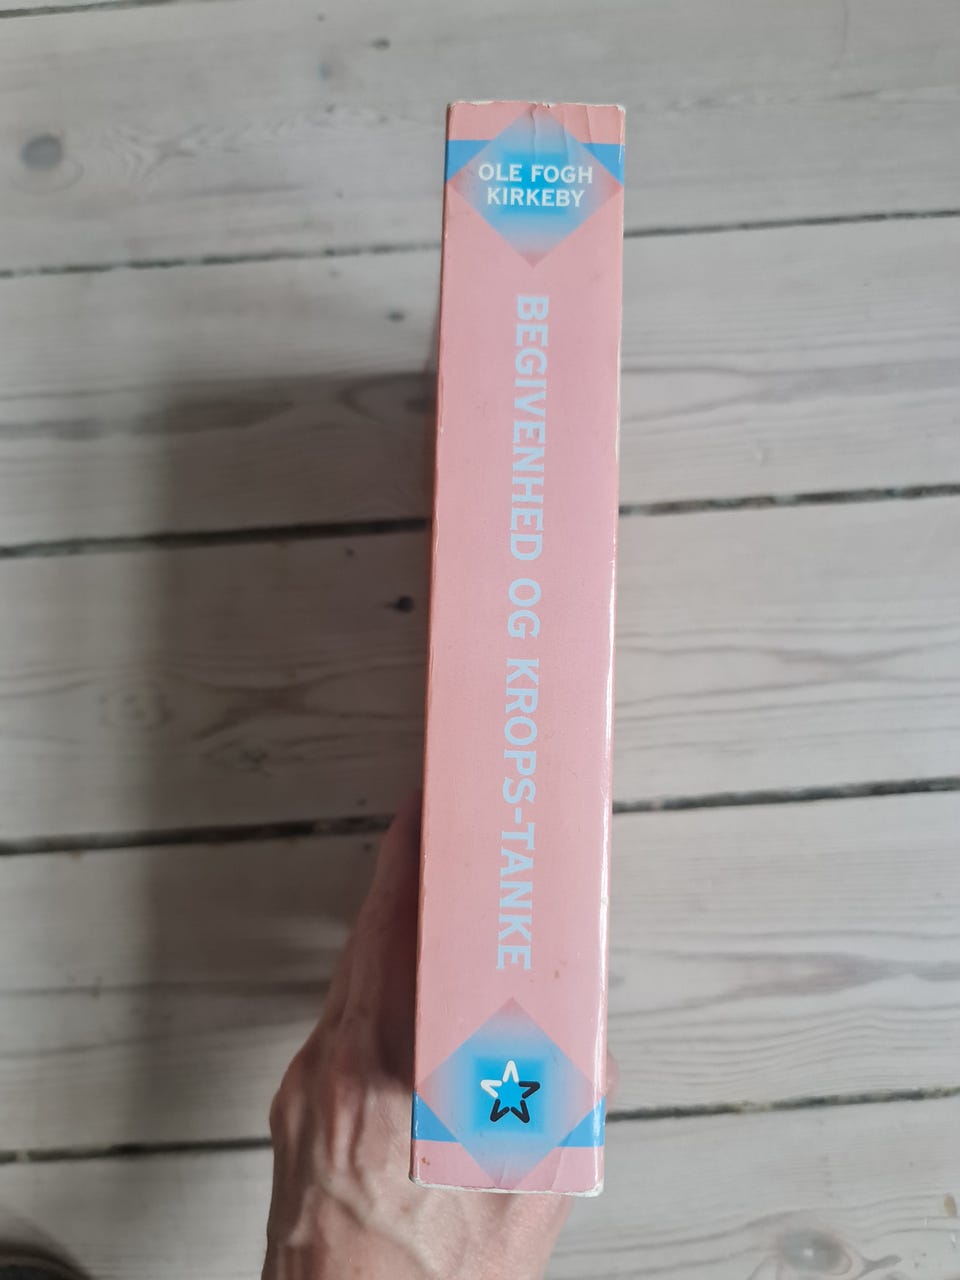 OLE FOGH
KIRKEBY
BEGIVENHED OG KROPS-TANKE